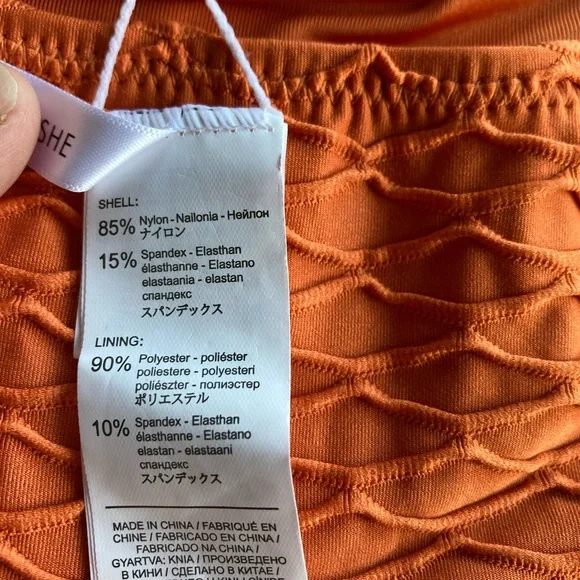 SHE
SHELL:
85% Nylon - Nailonia - Нейлон
ナイロン
15% Spandex - Elasthan
élasthanne - Elastano
elastaania - elastan
спандекс
スパンデックス
LINING:
90% Polyester - poliéster
poliestere - polyesteri
poliészter - полиэстер
ポリエステル
10% Spandex - Elasthan
élasthanne - Elastano
elastan - elastaani
спандекс
スパンデックス
MADE IN CHINA / FABRIQUÉ EN
CHINE / FABRICADO EN CHINA /
FABRICADO NA CHINA /
GYARTVA: KNIA / ПРОИЗВЕДЕНО
В КИНИ / СДЕЛАНО В КИТАЕ /